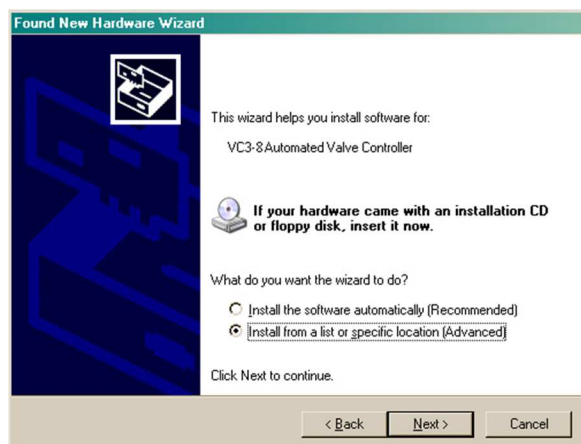 Found New Hardware Wizard
This wizard helps you install software for:
VC3-8Automated Valve Controller
If your hardware came with an installation CD
or floppy disk, insert it now.
What do you want the wizard to do?
Install the software automatically (Recommended)
Install from a list or specific location (Advanced)
Click Next to continue.
< Back Next > Cancel